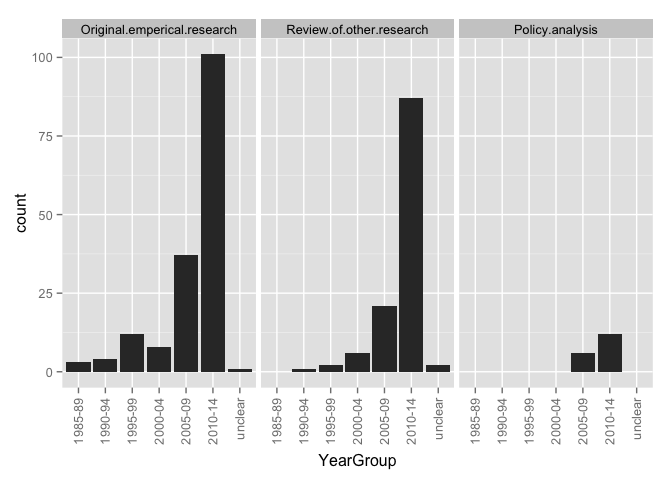 Original.emperical.research Review.of.other.research Policy.analysis
100
75
50
25
0
count
1985-89 1990-94 1995-99 2000-04 2005-09 2010-14 unclear 1985-89 1990-94 1995-99 2000-04 2005-09 2010-14 unclear 1985-89 1990-94 1995-99 2000-04 2005-09 2010-14 unclear
YearGroup